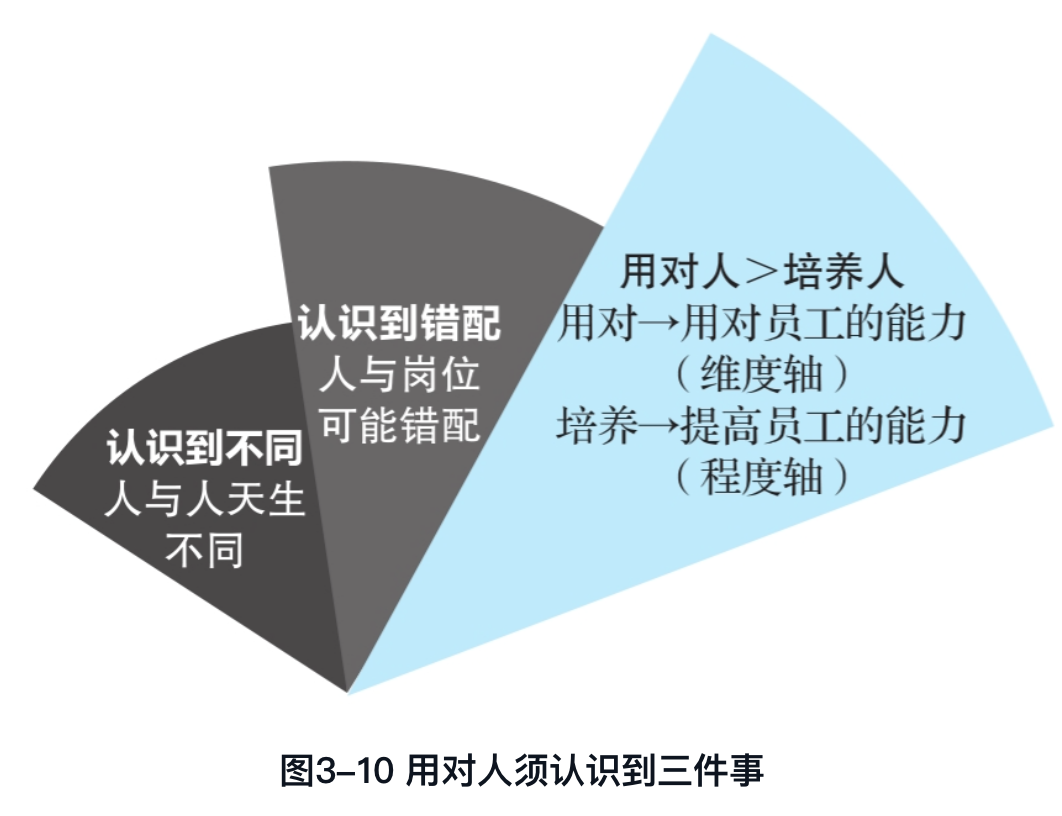 认识到不同
人与人天生
不同
认识到错配
人与岗位
可能错配
用对人＞培养人
用对→用对员工的能力
（维度轴）
培养→提高员工的能力
（程度轴）
图3–10 用对人须认识到三件事